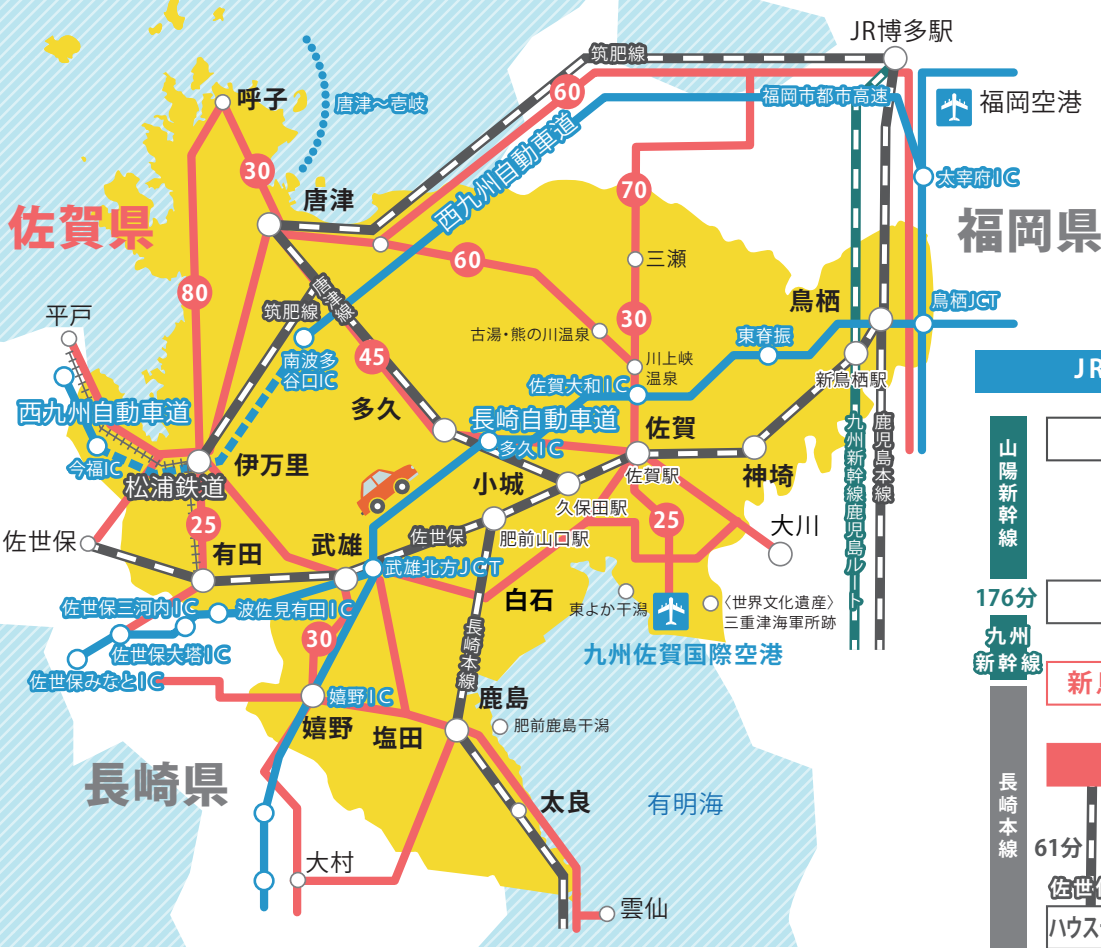 JR博多駅
筑肥線
60
福岡市都市高速
福岡空港
呼子
唐津～壱岐
西九州自動車道
太宰府IC
30
唐津
70
佐賀県
福岡県
60
三瀬
80
唐津線
筑肥線
平戸
鳥栖
鳥栖JCT
30
東脊振
古湯・熊の川温泉
南波多
谷口IC
45
川上峡
温泉
新鳥栖駅
佐賀大和IC
JR
西九州自動車道
多久
長崎自動車道
佐賀
多久IC
九州新幹線鹿児島ルート
鹿児島本線
山陽新幹線
今福IC
伊万里
松浦鉄道
小城
佐賀駅
神埼
久保田駅
25
25
大川
佐世保
有田
武雄
佐世保
肥前山口駅
武雄北方JCT
176分
白石
東よか干潟
〈世界文化遺産〉
三重津海軍所跡
佐世保三河内IC
波佐見有田IC
30
九州
新幹線
佐世保大塔IC
長崎本線
九州佐賀国際空港
佐世保みなとIC
新鳥
嬉野IC
鹿島
肥前鹿島干潟
嬉野
塩田
長崎県
太良
有明海
長崎本線
61分
大村
佐世保
ハウス
雲仙